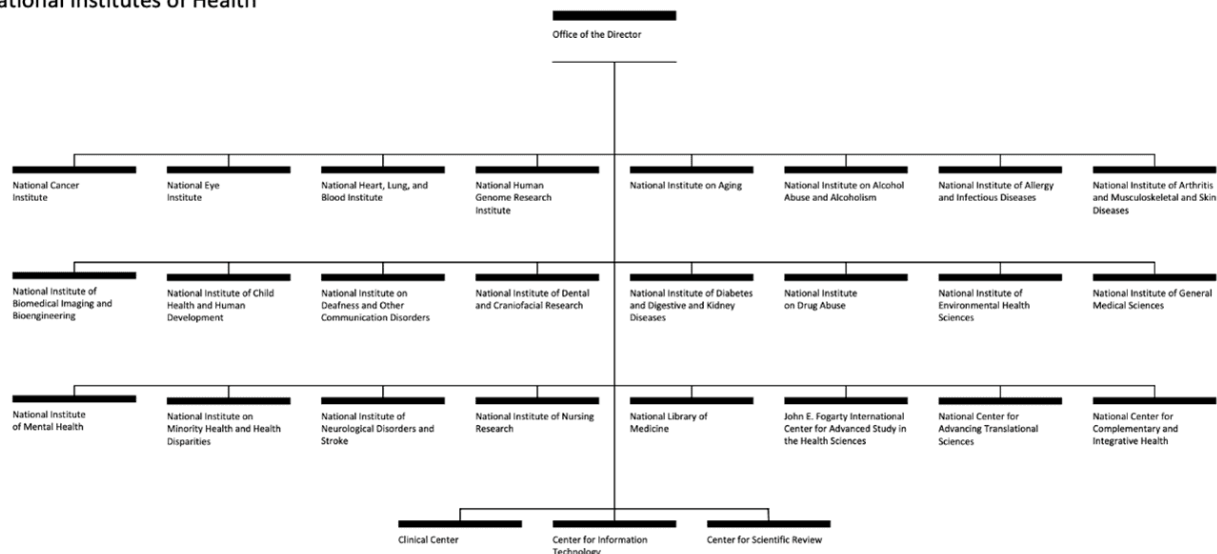 National Institutes of Health
Office of the Director
National Cancer
Institute
National Eye
Institute
National Heart, Lung, and
Blood Institute
National Human
Genome Research
Institute
National Institute on Aging
National Institute on Alcohol
Abuse and Alcoholism
National Institute of Allergy
and Infectious Diseases
National Institute of Arthritis
and Musculoskeletal and Skin
Diseases
National Institute of
Biomedical Imaging and
Bioengineering
National Institute of Child
Health and Human
Development
National Institute on
Deafness and Other
Communication Disorders
National Institute of Dental
and Craniofacial Research
National Institute of Diabetes
and Digestive and Kidney
Diseases
National Institute
on Drug Abuse
National Institute of
Environmental Health
Sciences
National Institute of General
Medical Sciences
National Institute
of Mental Health
National Institute on
Minority Health and Health
Disparities
National Institute of
Neurological Disorders and
Stroke
National Institute of Nursing
Research
National Library of
Medicine
John E. Fogarty International
Center for Advanced Study in
the Health Sciences
National Center for
Advancing Translational
Sciences
National Center for
Complementary and
Integrative Health
Clinical Center
Center for Information
Technology
Center for Scientific Review